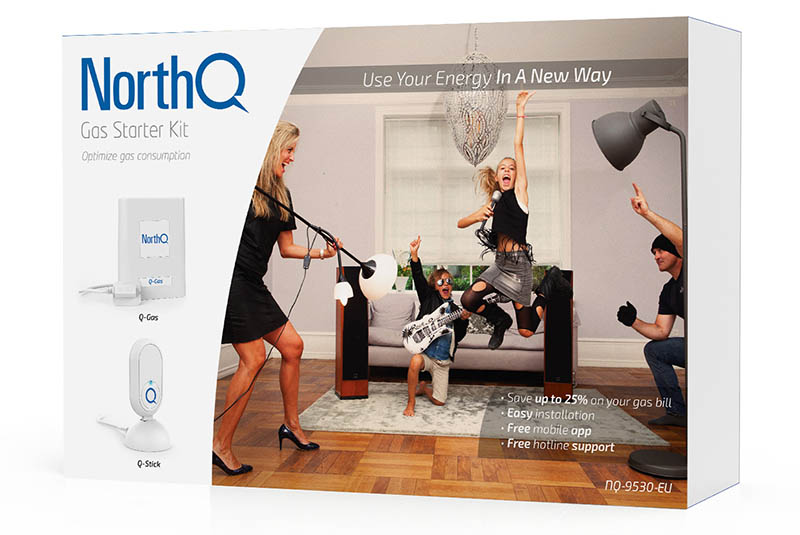 NorthQ
Gas Starter Kit
Optimize gas consumption
NorthQ
Q-Gas
Q-Gas
Q
Q-Stick
Use Your Energy In A New Way
• Save up to 25% on your gas bill
• Easy installation
• Free mobile app
• Free hotline support
NQ-9530-EU